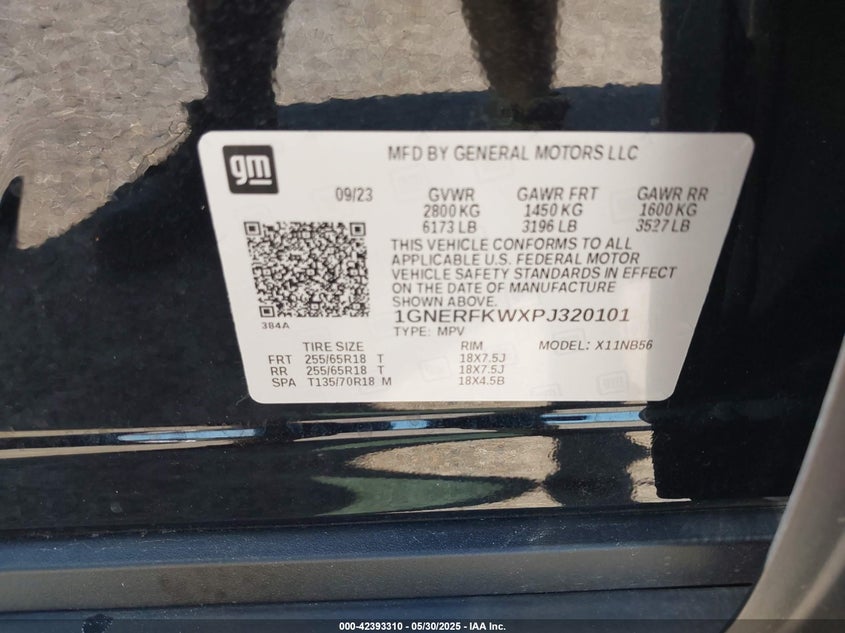 gm
MFD BY GENERAL MOTORS LLC
09/23 GVWR GAWR FRT GAWR RR
2800 KG 1450 KG 1600 KG
6173 LB 3196 LB 3527 LB
THIS VEHICLE CONFORMS TO ALL
APPLICABLE U.S. FEDERAL MOTOR
VEHICLE SAFETY STANDARDS IN EFFECT
ON THE DATE OF MANUFACTURE
SHOWN ABOVE.
384A
1GNERFKWXPJ320101
TYPE: MPV
TIRE SIZE RIM MODEL: X11NB56
FRT 255/65R18 T 18X7.5J
RR 255/65R18 T 18X7.5J
SPA T135/70R18 M 18X4.5B
000-42393310 - 05/30/2025 - IAA Inc.